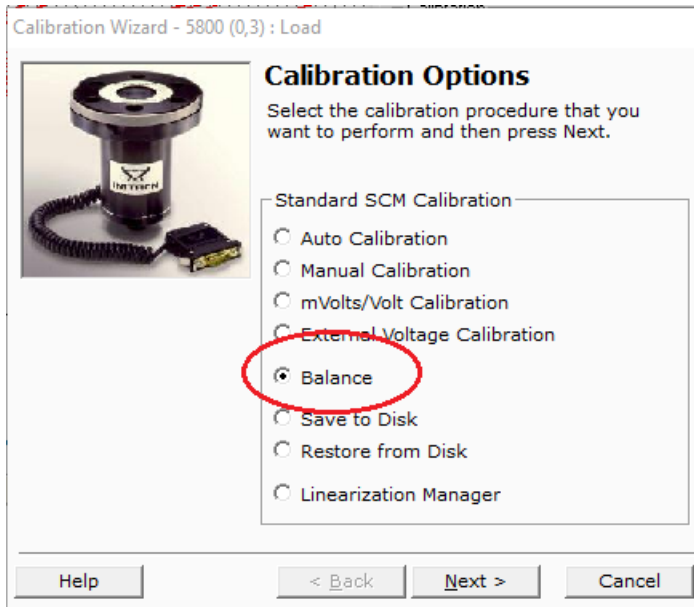 Calibration Wizard - 5800 (0,3) : Load
Calibration Options
Select the calibration procedure that you
want to perform and then press Next.
INSTRON
Standard SCM Calibration
Auto Calibration
Manual Calibration
mVolts/Volt Calibration
External Voltage Calibration
Balance
Save to Disk
Restore from Disk
Linearization Manager
Help
< Back
Next >
Cancel